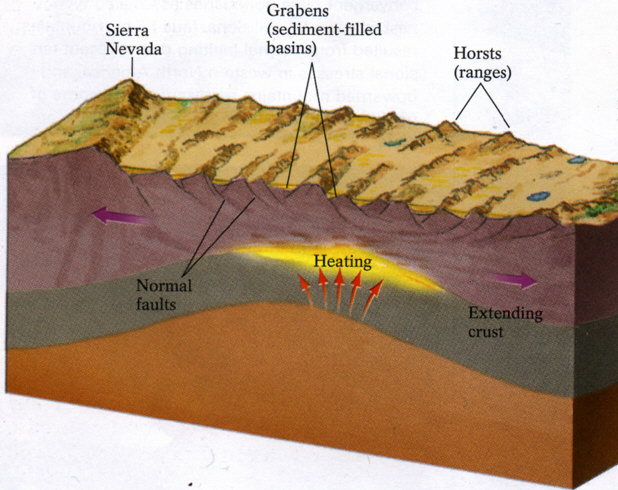 Grabens
(sediment-filled
basins)
Sierra
Nevada
Horsts
(ranges)
Heating
Normal
faults
Extending
crust